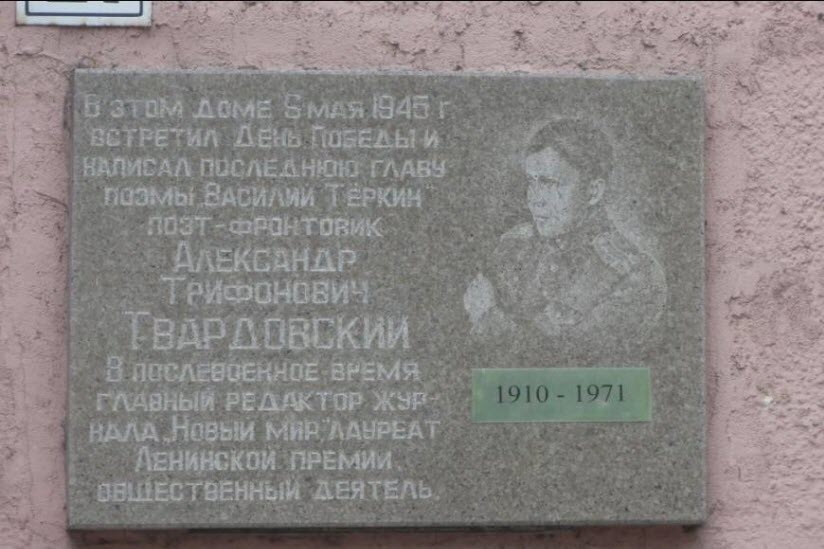 В этом доме 9 мая 1945 г
встретил День Победы и
написал последнюю главу
поэмы „Василий Тёркин"
поэт-фронтовик
Александр
Трифонович
Твардовский
В послевоенное время
главный редактор жур-
нала „Новый мир", лауреат
Ленинской премии,
общественный деятель.
1910 - 1971